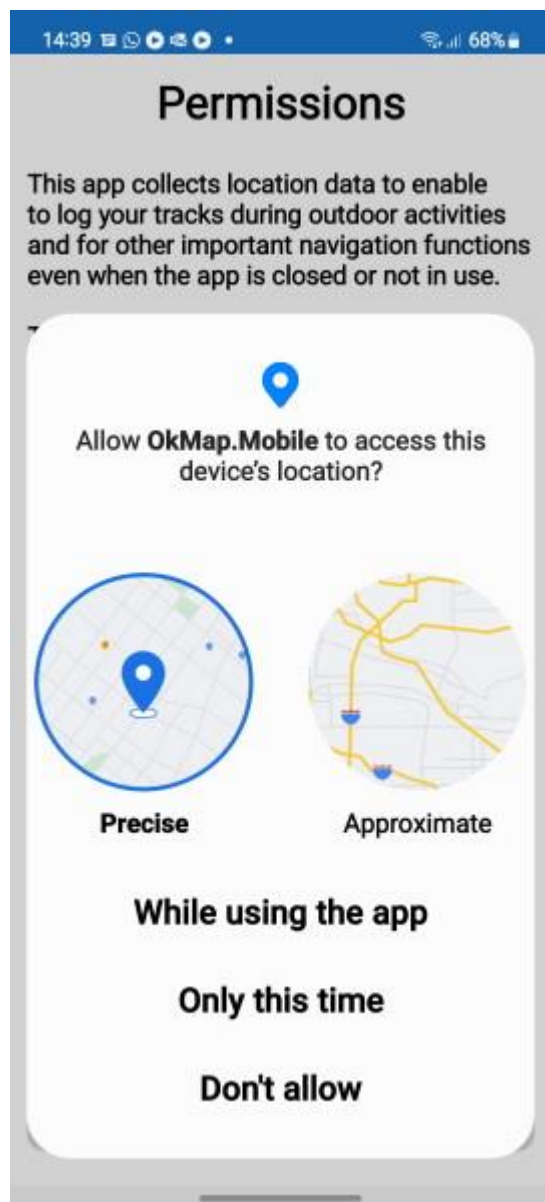 14:39 68%
Permissions
This app collects location data to enable
to log your tracks during outdoor activities
and for other important navigation functions
even when the app is closed or not in use.
Allow OkMap.Mobile to access this
device's location?
Precise Approximate
While using the app
Only this time
Don't allow